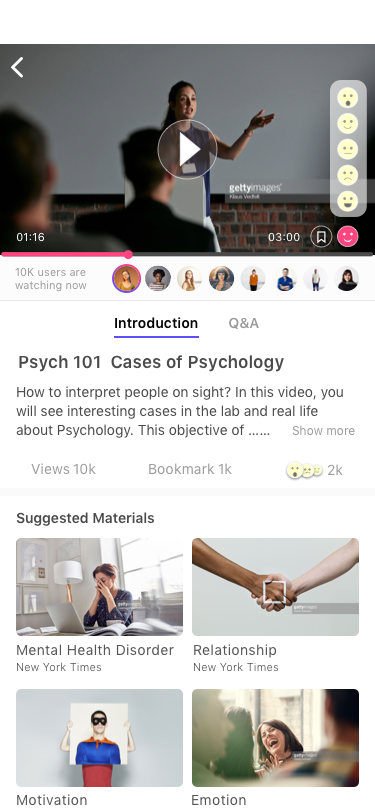 gettyimages®
Klaus Vedfelt
01:16
03:00
10K users are
watching now
Introduction
Q&A
Psych 101 Cases of Psychology
How to interpret people on sight? In this video, you
will see interesting cases in the lab and real life
about Psychology. This objective of ......
Show more
Views 10k
Bookmark 1k
2k
Suggested Materials
gettyimages
Mental Health Disorder
New York Times
Relationship
New York Times
gettyimages
Motivation
Emotion